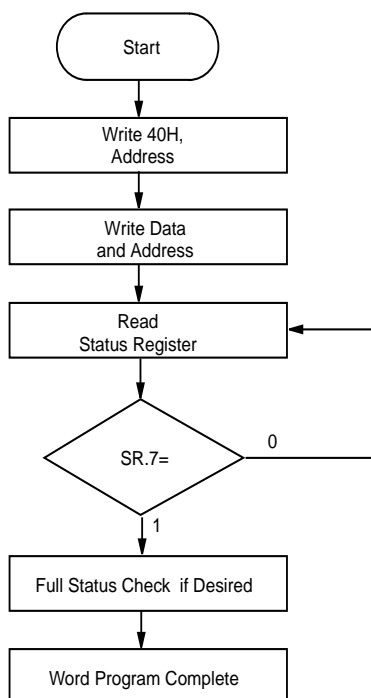 Start
Write 40H,
Address
Write Data
and Address
Read
Status Register
SR.7=
0
1
Full Status Check if Desired
Word Program Complete